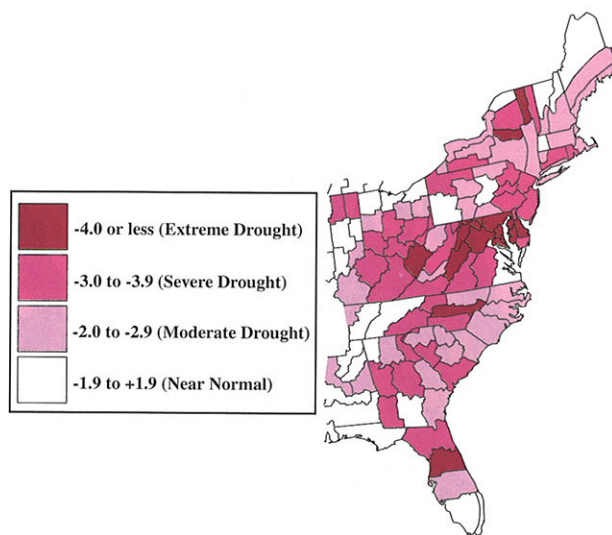 -4.0 or less (Extreme Drought)
-3.0 to -3.9 (Severe Drought)
-2.0 to -2.9 (Moderate Drought)
-1.9 to +1.9 (Near Normal)